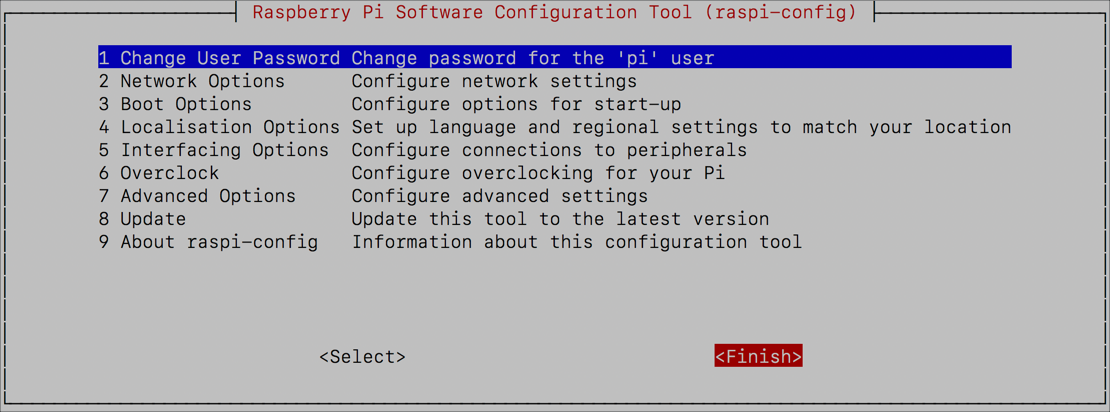 Raspberry Pi Software Configuration Tool (raspi-config)
1 Change User Password Change password for the 'pi' user
2 Network Options Configure network settings
3 Boot Options Configure options for start-up
4 Localisation Options Set up language and regional settings to match your location
5 Interfacing Options Configure connections to peripherals
6 Overclock Configure overclocking for your Pi
7 Advanced Options Configure advanced settings
8 Update Update this tool to the latest version
9 About raspi-config Information about this configuration tool
<Select> <Finish>